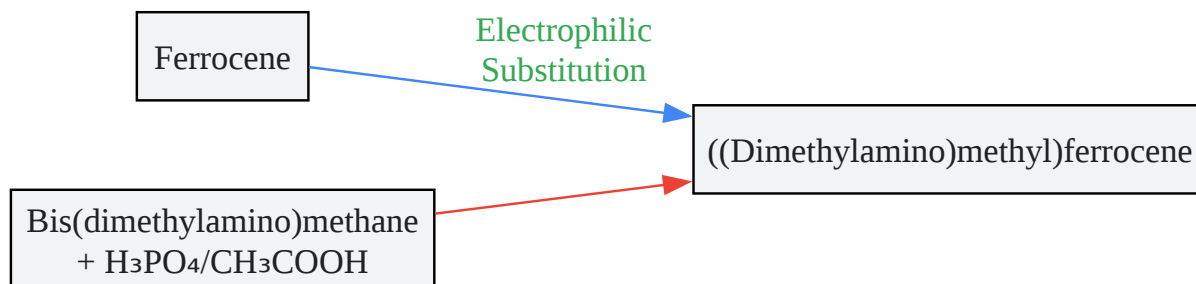 Ferrocene
Electrophilic
Substitution
((Dimethylamino)methyl)ferrocene
Bis(dimethylamino)methane
+ H₃PO₄/CH₃COOH